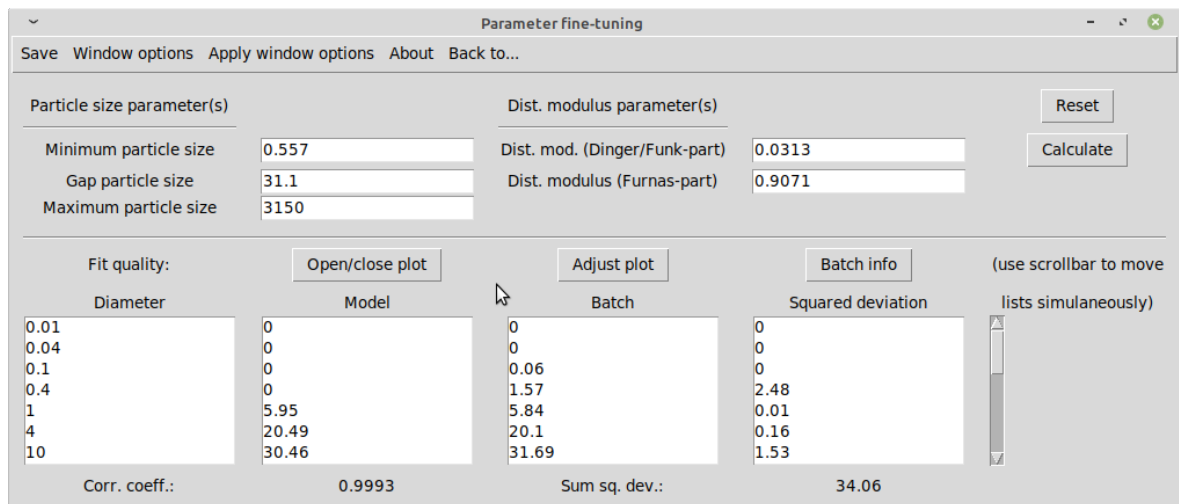 Parameter fine-tuning
Save Window options Apply window options About Back to...
Particle size parameter(s) Dist. modulus parameter(s) Reset
Minimum particle size 0.557 Dist. mod. (Dinger/Funk-part) 0.0313 Calculate
Gap particle size 31.1 Dist. modulus (Furnas-part) 0.9071
Maximum particle size 3150
Fit quality: Open/close plot Adjust plot Batch info (use scrollbar to move
Diameter Model Batch Squared deviation lists simulaneously)
0.01 0 0 0
0.04 0 0 0
0.1 0 0.06 0
0.4 0 1.57 2.48
1 5.95 5.84 0.01
4 20.49 20.1 0.16
10 30.46 31.69 1.53
Corr. coeff.: 0.9993 Sum sq. dev.: 34.06